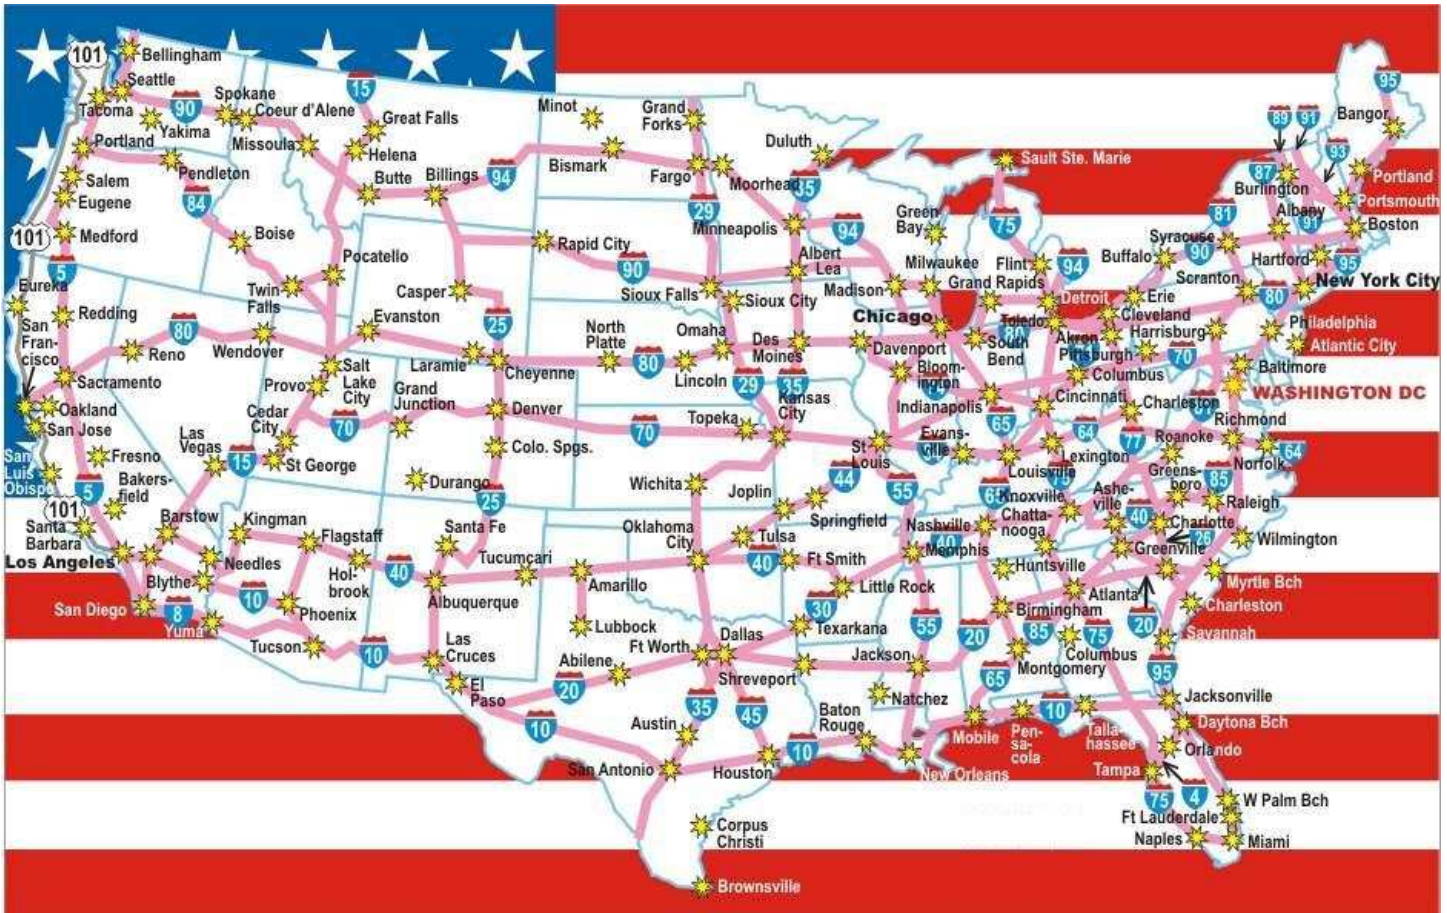 101
Bellingham
Seattle
Tacoma
90
Spokane
Coeur d'Alene
Yakima
15
Great Falls
Helena
Missoula
Butte
Billings
94
Portland
Pendleton
84
Salem
Eugene
Medford
101
5
Eureka
Redding
Boise
Pocatello
Twin
Falls
Minot
Grand
Forks
Bismark
Fargo
Moorhead
Duluth
35
29
Minneapolis
94
Rapid City
90
Sioux Falls
Albert
Lea
Sioux City
Casper
25
Evanston
Laramie
Cheyenne
North
Platte
80
Omaha
Lincoln
Des
Moines
29
35
80
Reno
Wendover
Salt
Lake
City
Provo
San
Fran-
cisco
Sacramento
Oakland
San Jose
Fresno
San
Luis
Obispo
Bakers-
field
5
101
Santa
Barbara
Los Angeles
San Diego
8
Yuma
Las
Vegas
15
Cedar
City
St George
70
Grand
Junction
Denver
Colo. Spgs.
Durango
25
70
Topeka
Kansas
City
Wichita
Barstow
Kingman
Needles
Blythe
Flagstaff
Hol-
brook
40
10
Phoenix
Tucson
10
Santa Fe
Tucumcari
Albuquerque
Las
Cruces
El
Paso
Amarillo
Lubbock
Oklahoma
City
Joplin
Tulsa
40
Ft Smith
Springfield
44
Little Rock
30
Texarkana
Abilene
20
Ft Worth
Dallas
Shreveport
10
35
45
Austin
San Antonio
Houston
10
Corpus
Christi
Brownsville
Baton
Rouge
Natchez
New Orleans
Jackson
55
Memphis
55
St
Louis
Green
Bay
Milwaukee
Madison
Chicago
Davenport
Bloom-
ington
Sault Ste. Marie
75
Flint
94
Grand Rapids
Detroit
Toledo
80
South
Bend
Indianapolis
65
Evans-
ville
Louisville
Lexington
64
Cincinnati
Columbus
Akron
Cleveland
Erie
Buffalo
Pittsburgh
Harrisburg
70
Charleston
77
Roanoke
Greens-
boro
85
Raleigh
Richmond
Norfolk
64
WASHINGTON DC
Baltimore
Atlantic City
Philadelphia
80
New York City
Scranton
Syracuse
90
81
Albany
87
Burlington
89
91
93
91
95
Bangor
Portland
Portsmouth
Boston
Hartford
95
Nashville
40
Knoxville
Chatta-
nooga
Ashe-
ville
40
Charlotte
26
Greenville
Wilmington
Myrtle Bch
Charleston
Savannah
95
Huntsville
Birmingham
Atlanta
20
20
85
75
Columbus
Montgomery
65
Mobile
Pen-
sa-
cola
10
Talla-
hassee
Jacksonville
Daytona Bch
Orlando
Tampa
75
4
W Palm Bch
Ft Lauderdale
Naples
Miami